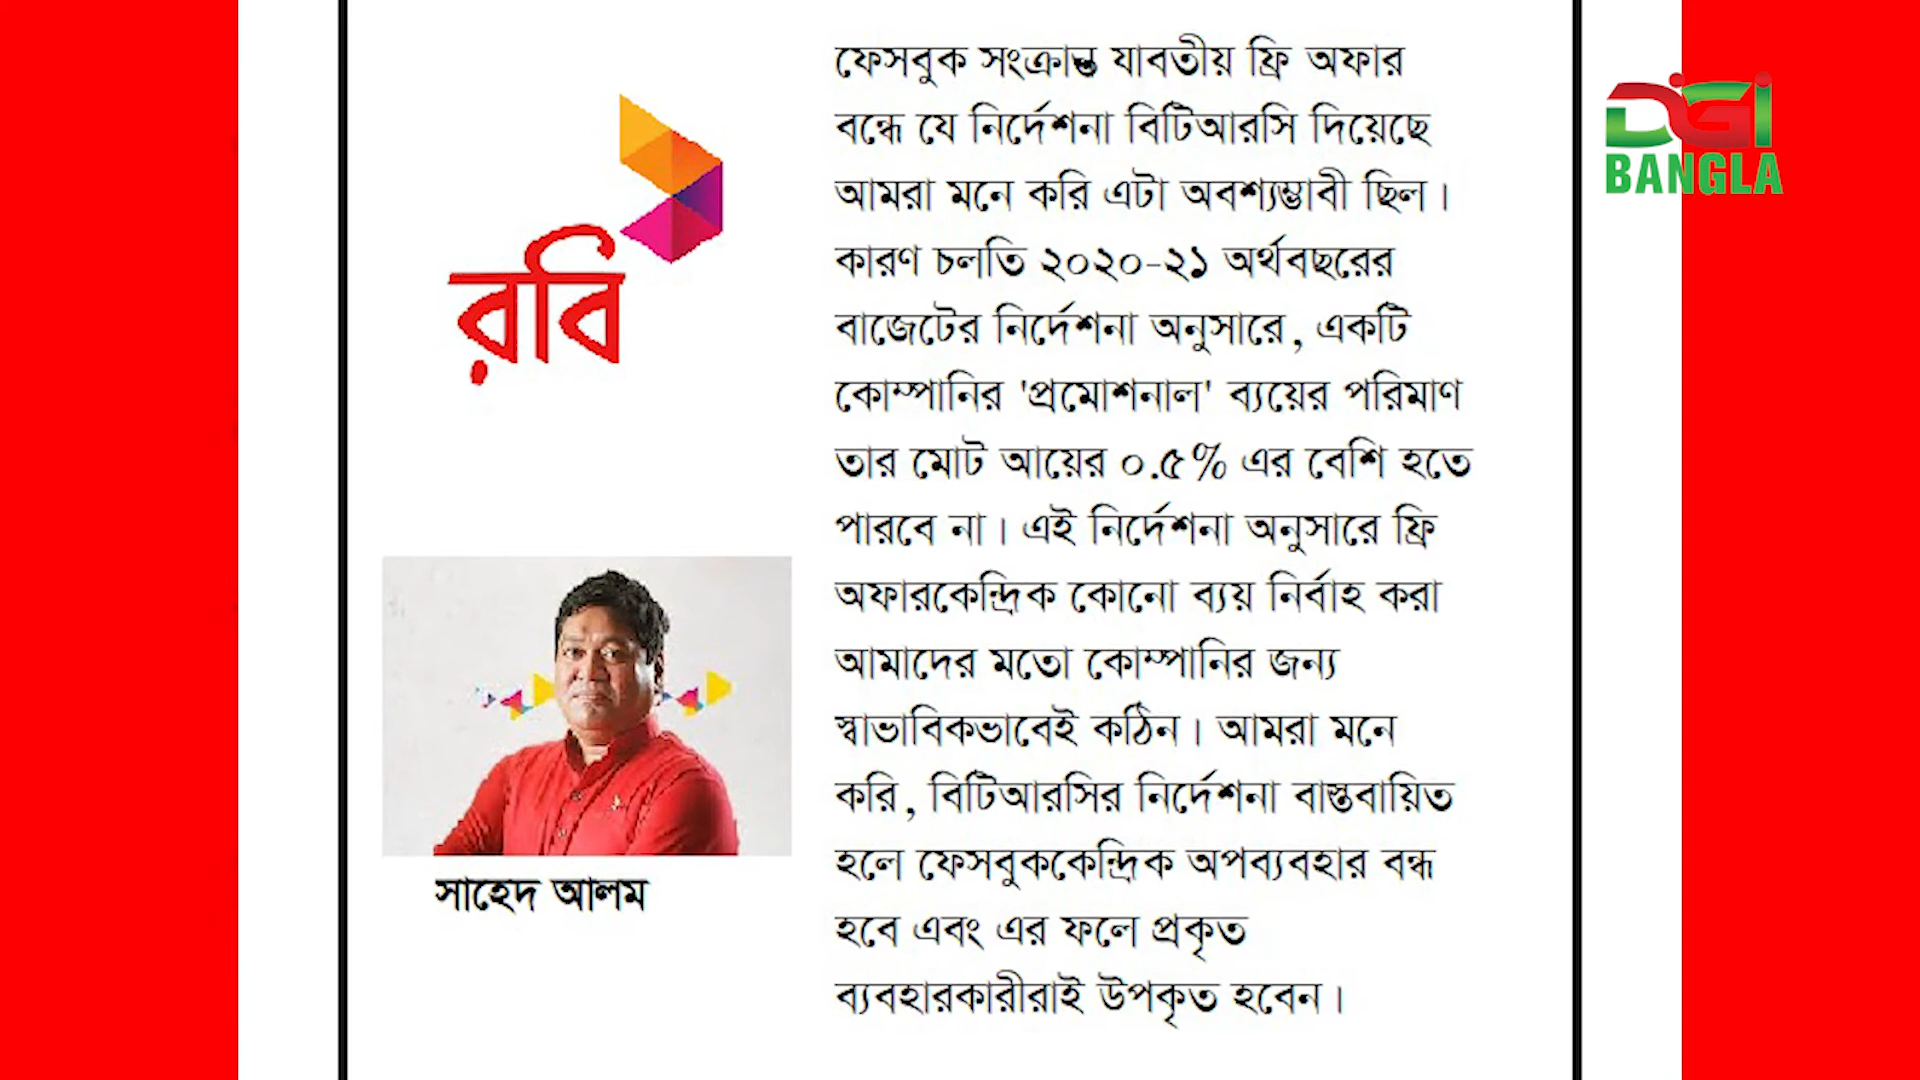 ফেসবুক সংক্রান্ত যাবতীয় ফ্রি অফার
বন্ধে যে নির্দেশনা বিটিআরসি দিয়েছে
আমরা মনে করি এটা অবশ্যম্ভাবী ছিল।
কারণ চলতি ২০২০-২১ অর্থবছরের
বাজেটের নির্দেশনা অনুসারে, একটি
কোম্পানির 'প্রমোশনাল' ব্যয়ের পরিমাণ
তার মোট আয়ের ০.৫% এর বেশি হতে
পারবে না। এই নির্দেশনা অনুসারে ফ্রি
অফারকেন্দ্রিক কোনো ব্যয় নির্বাহ করা
আমাদের মতো কোম্পানির জন্য
স্বাভাবিকভাবেই কঠিন। আমরা মনে
করি, বিটিআরসির নির্দেশনা বাস্তবায়িত
হলে ফেসবুককেন্দ্রিক অপব্যবহার বন্ধ
হবে এবং এর ফলে প্রকৃত
ব্যবহারকারীরাই উপকৃত হবেন।
রবি
সাহেদ আলম
DGI
BANGLA